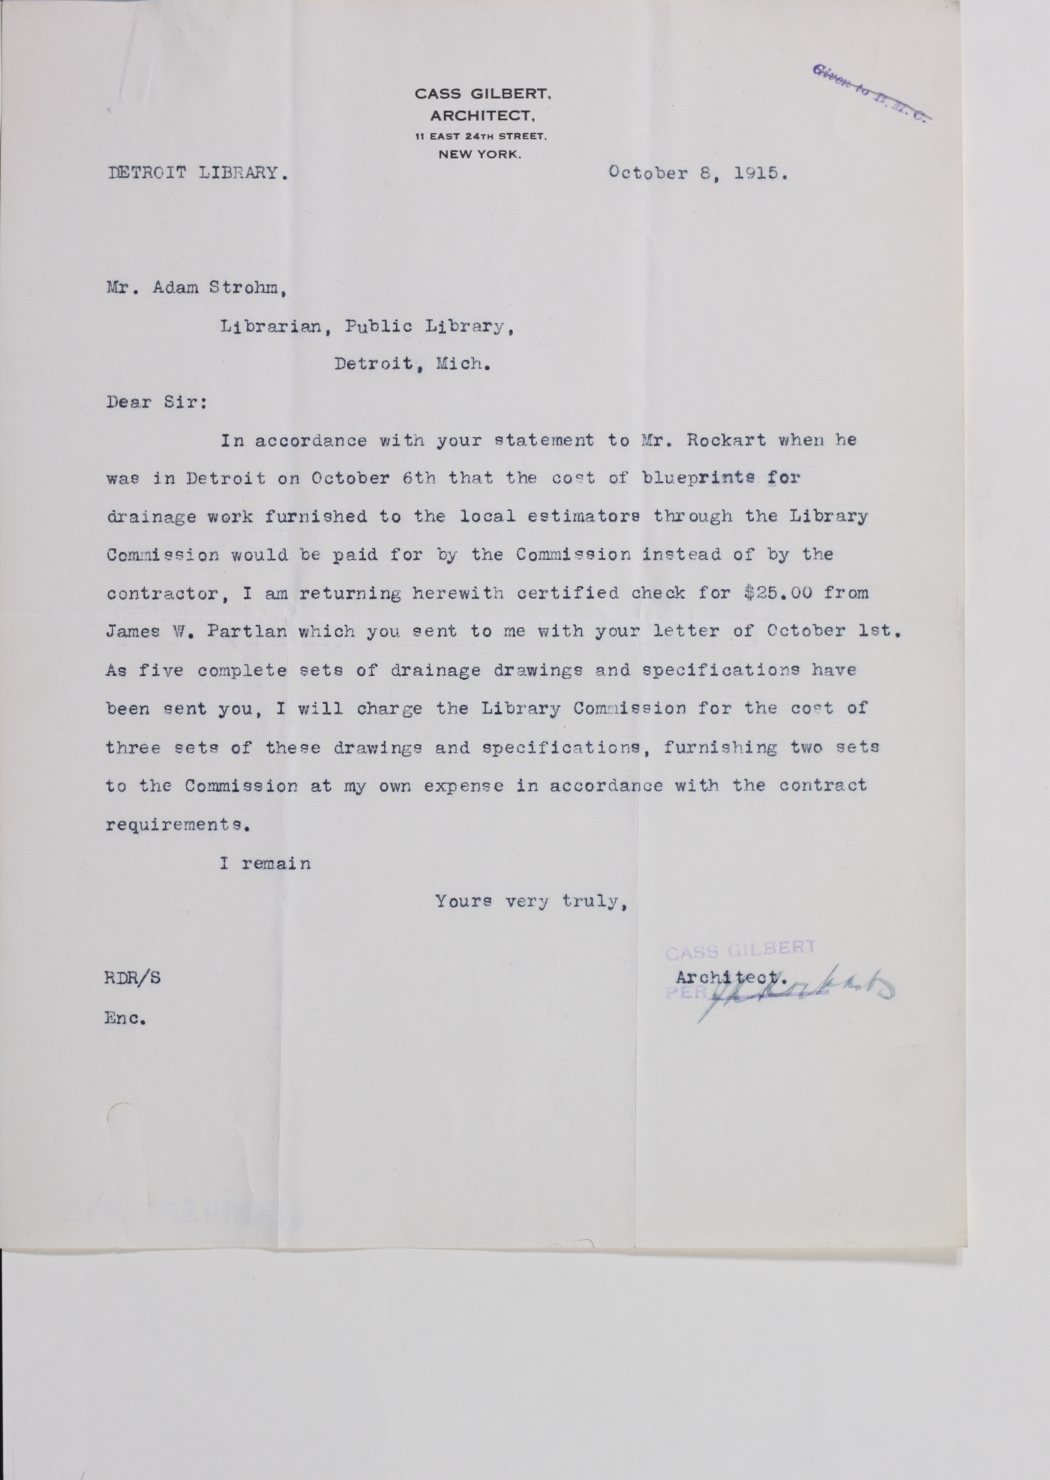 Given to B. M. C.
CASS GILBERT,
ARCHITECT,
11 EAST 24TH STREET,
NEW YORK.
DETROIT LIBRARY. October 8, 1915.
Mr. Adam Strohm,
Librarian, Public Library,
Detroit, Mich.
Dear Sir:
In accordance with your statement to Mr. Rockart when he
was in Detroit on October 6th that the cost of blueprints for
drainage work furnished to the local estimators through the Library
Commission would be paid for by the Commission instead of by the
contractor, I am returning herewith certified check for $25.00 from
James W. Partlan which you sent to me with your letter of October 1st.
As five complete sets of drainage drawings and specifications have
been sent you, I will charge the Library Commission for the cost of
three sets of these drawings and specifications, furnishing two sets
to the Commission at my own expense in accordance with the contract
requirements.
I remain
Yours very truly,
CASS GILBERT
RDR/S Architect.
PER
Enc.